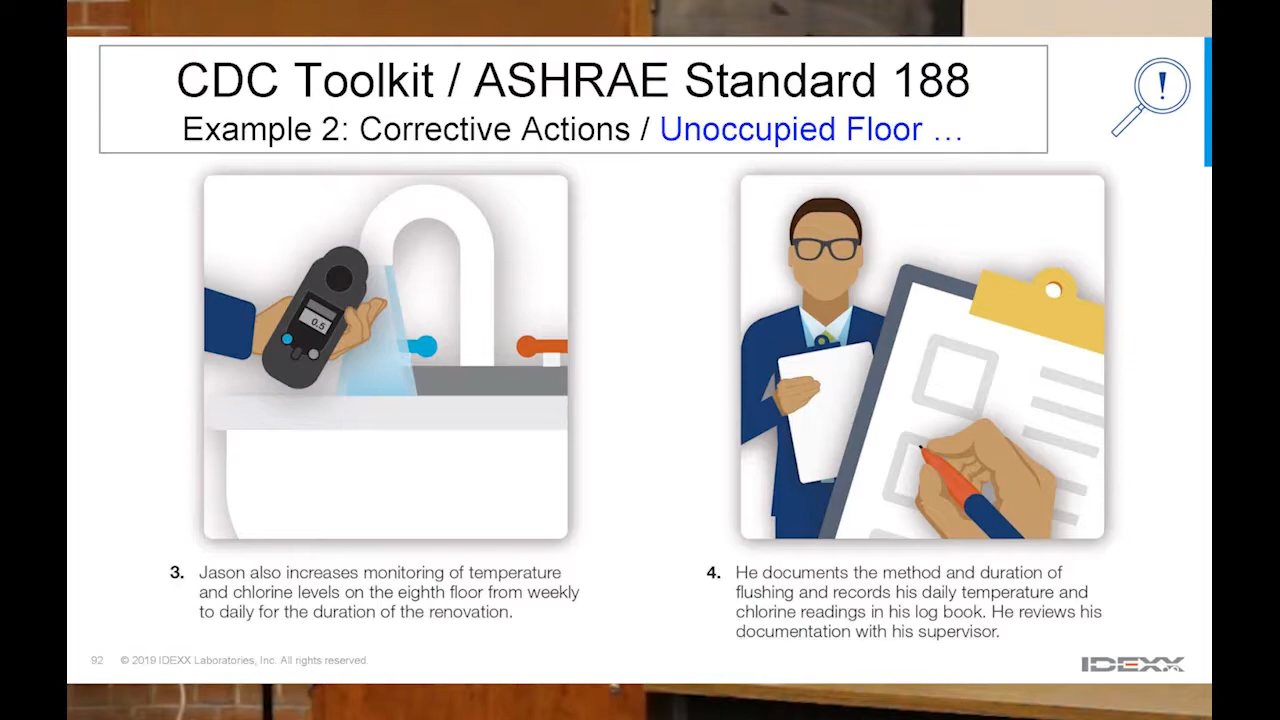 CDC Toolkit / ASHRAE Standard 188
Example 2: Corrective Actions / Unoccupied Floor …
!
0.5
3. Jason also increases monitoring of temperature
and chlorine levels on the eighth floor from weekly
to daily for the duration of the renovation.
4. He documents the method and duration of
flushing and records his daily temperature and
chlorine readings in his log book. He reviews his
documentation with his supervisor.
92 © 2019 IDEXX Laboratories, Inc. All rights reserved.
IDEXX